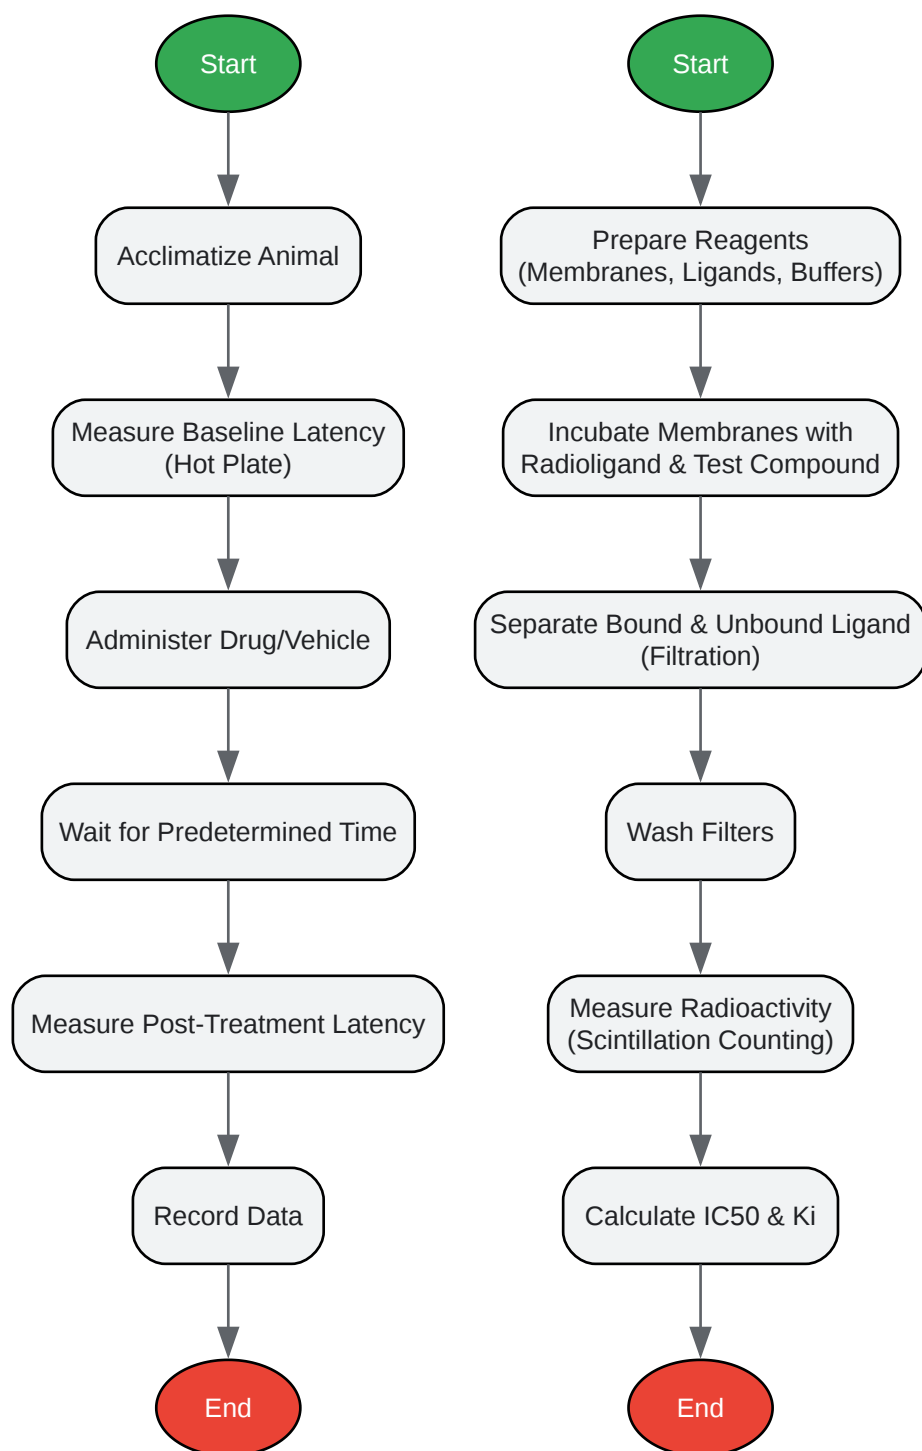 Start
Acclimatize Animal
Measure Baseline Latency
(Hot Plate)
Administer Drug/Vehicle
Wait for Predetermined Time
Measure Post-Treatment Latency
Record Data
End
Start
Prepare Reagents
(Membranes, Ligands, Buffers)
Incubate Membranes with
Radioligand & Test Compound
Separate Bound & Unbound Ligand
(Filtration)
Wash Filters
Measure Radioactivity
(Scintillation Counting)
Calculate IC50 & Ki
End